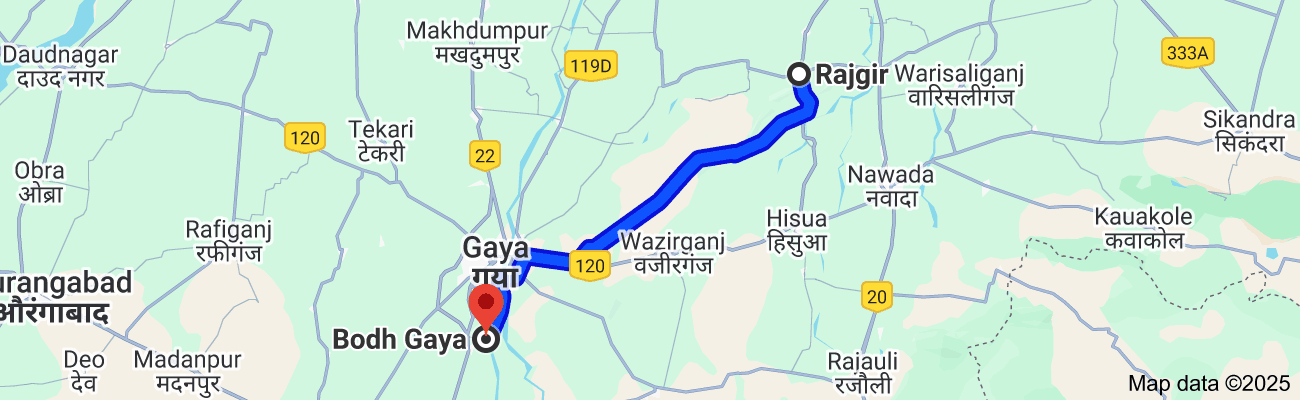 Makhdumpur
मखदुमपुर
Daudnagar
दाउद नगर
119D
333A
Rajgir
Warisaliganj
वारिसलीगंज
Sikandra
सिकंदरा
120
Tekari
टेकरी
22
Obra
ओब्रा
Nawada
नवादा
Rafiganj
रफीगंज
Hisua
हिसुआ
Kauakole
कवाकोल
Gaya
गया
Wazirganj
वजीरगंज
120
urangabad
औरंगाबाद
20
Bodh Gaya
Deo
देव
Madanpur
मदनपुर
Rajauli
रजौली
Map data ©2025